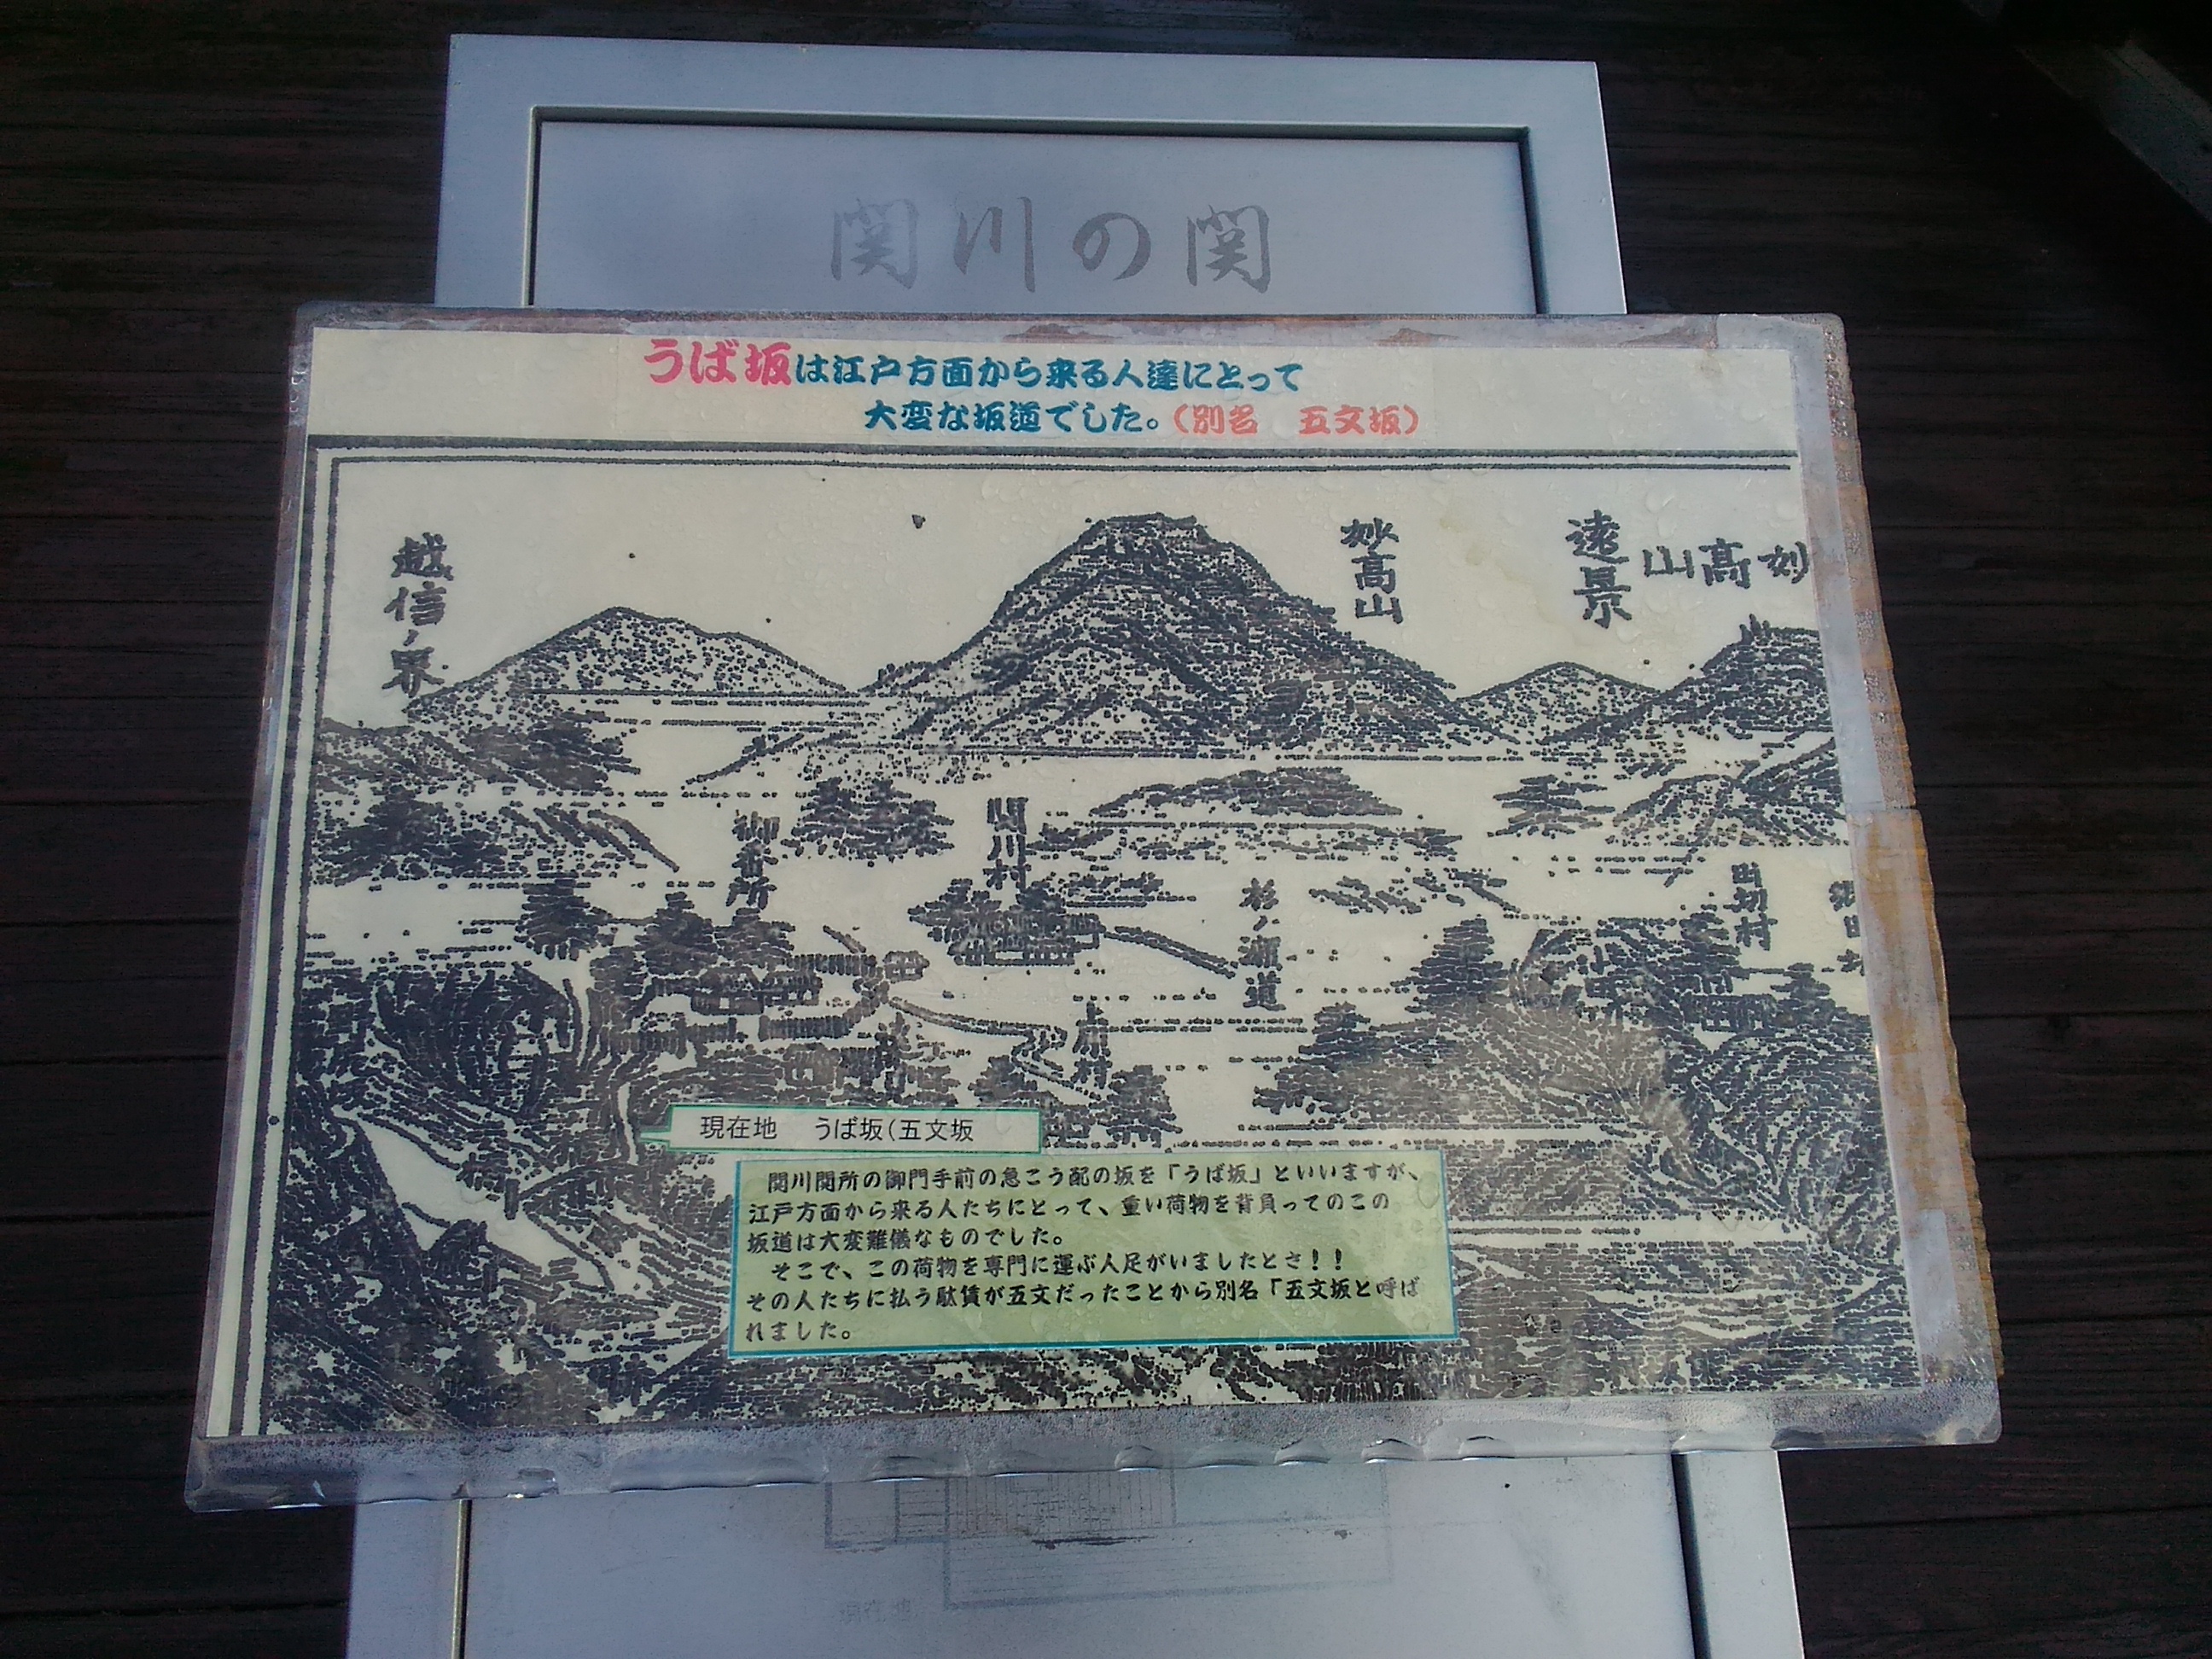 関川の関
うば坂は江戸方面から来る人達にとって
大変な坂道でした。(別名　五文坂)
妙高山
遠景
妙高山
越信ノ界
御番所
関川村
杉ノ瀬道
田切村
上原村
橋
現在地　うば坂(五文坂
関川関所の御門手前の急こう配の坂を「うば坂」といいますが、
江戸方面から来る人たちにとって、重い荷物を背負ってのこの
坂道は大変難儀なものでした。
そこで、この荷物を専門に運ぶ人足がいましたとさ!!
その人たちに払う駄賃が五文だったことから別名「五文坂と呼ば
れました。
現在地